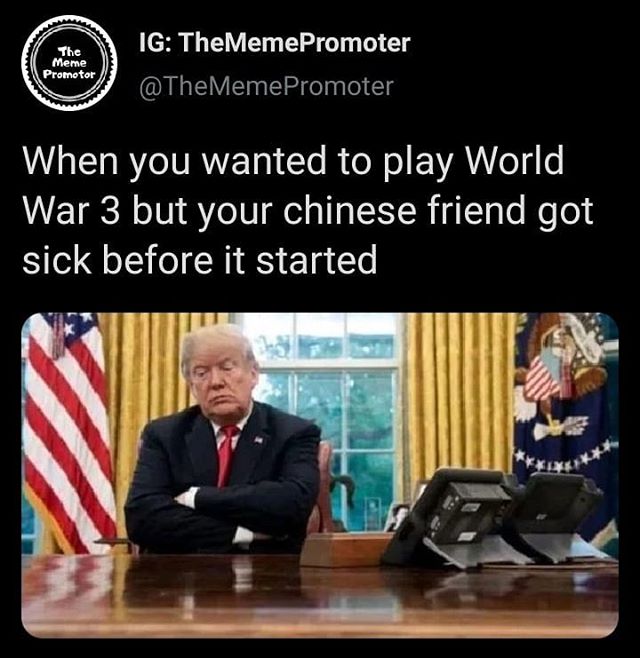 The
Meme
Promotor
IG: TheMemePromoter
@TheMemePromoter
When you wanted to play World
War 3 but your chinese friend got
sick before it started